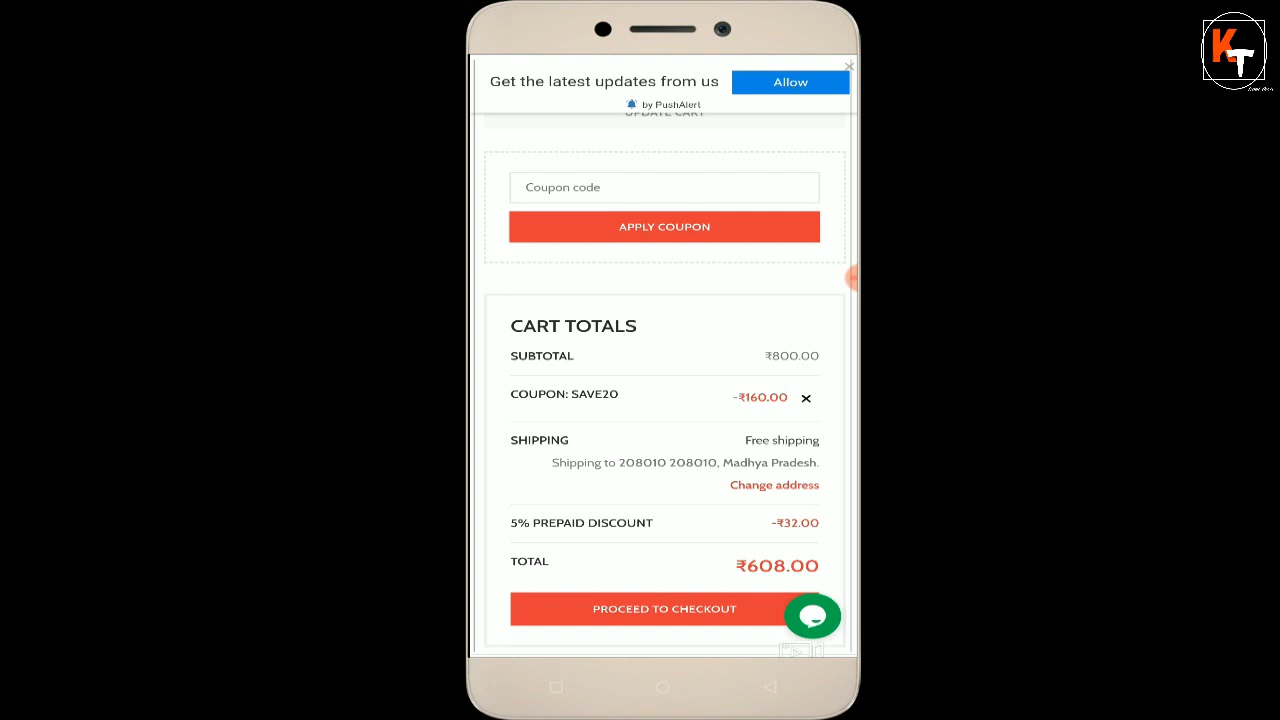 Get the latest updates from us
Allow
by PushAlert
UPDATE CART
Coupon code
APPLY COUPON
CART TOTALS
SUBTOTAL ₹800.00
COUPON: SAVE20 -₹160.00
SHIPPING Free shipping
Shipping to 208010 208010, Madhya Pradesh.
Change address
5% PREPAID DISCOUNT -₹32.00
TOTAL ₹608.00
PROCEED TO CHECKOUT
KT